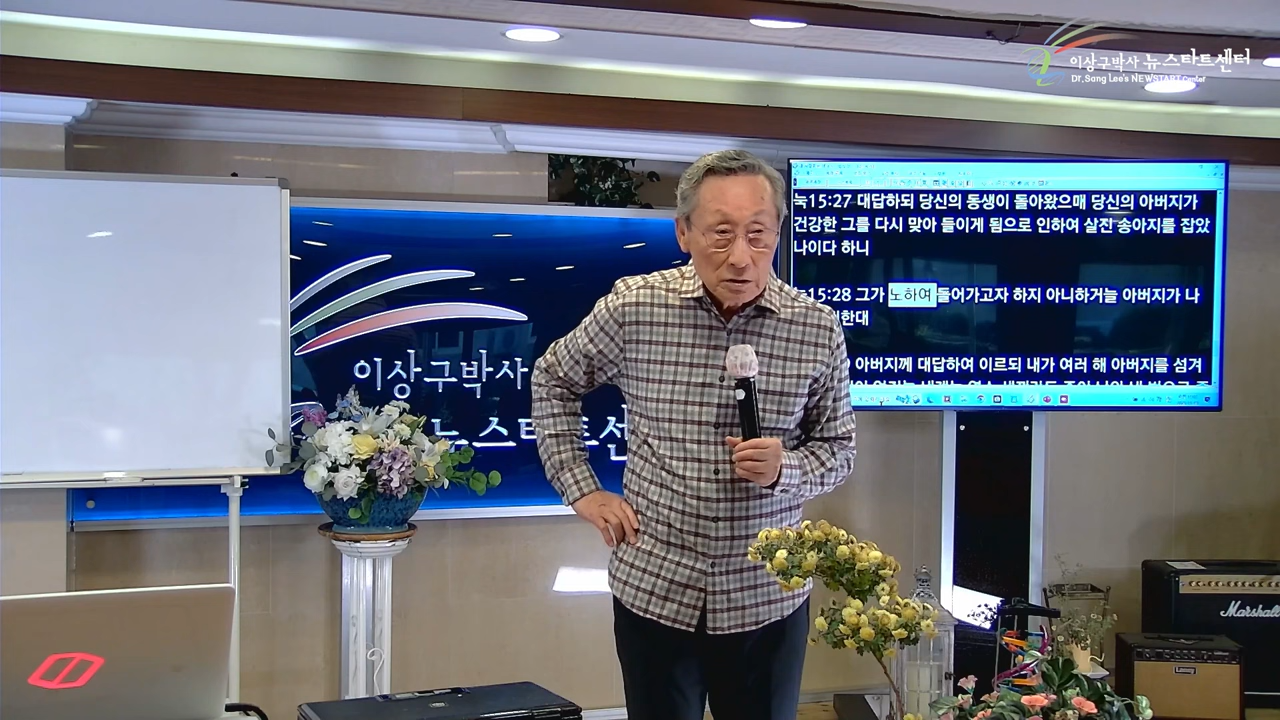 이상구박사 뉴스타트센터
Dr. Sang Lee's NEWSTART Center
눅15:27 대답하되 당신의 동생이 돌아왔으매 당신의 아버지가
건강한 그를 다시 맞아 들이게 됨으로 인하여 살진 송아지를 잡았
나이다 하니
15:28 그가 노하여 들어가고자 하지 아니하거늘 아버지가 나
한대
아버지께 대답하여 이르되 내가 여러 해 아버지를 섬겨
이상구박사
뉴스타트센
Marshall
Laney